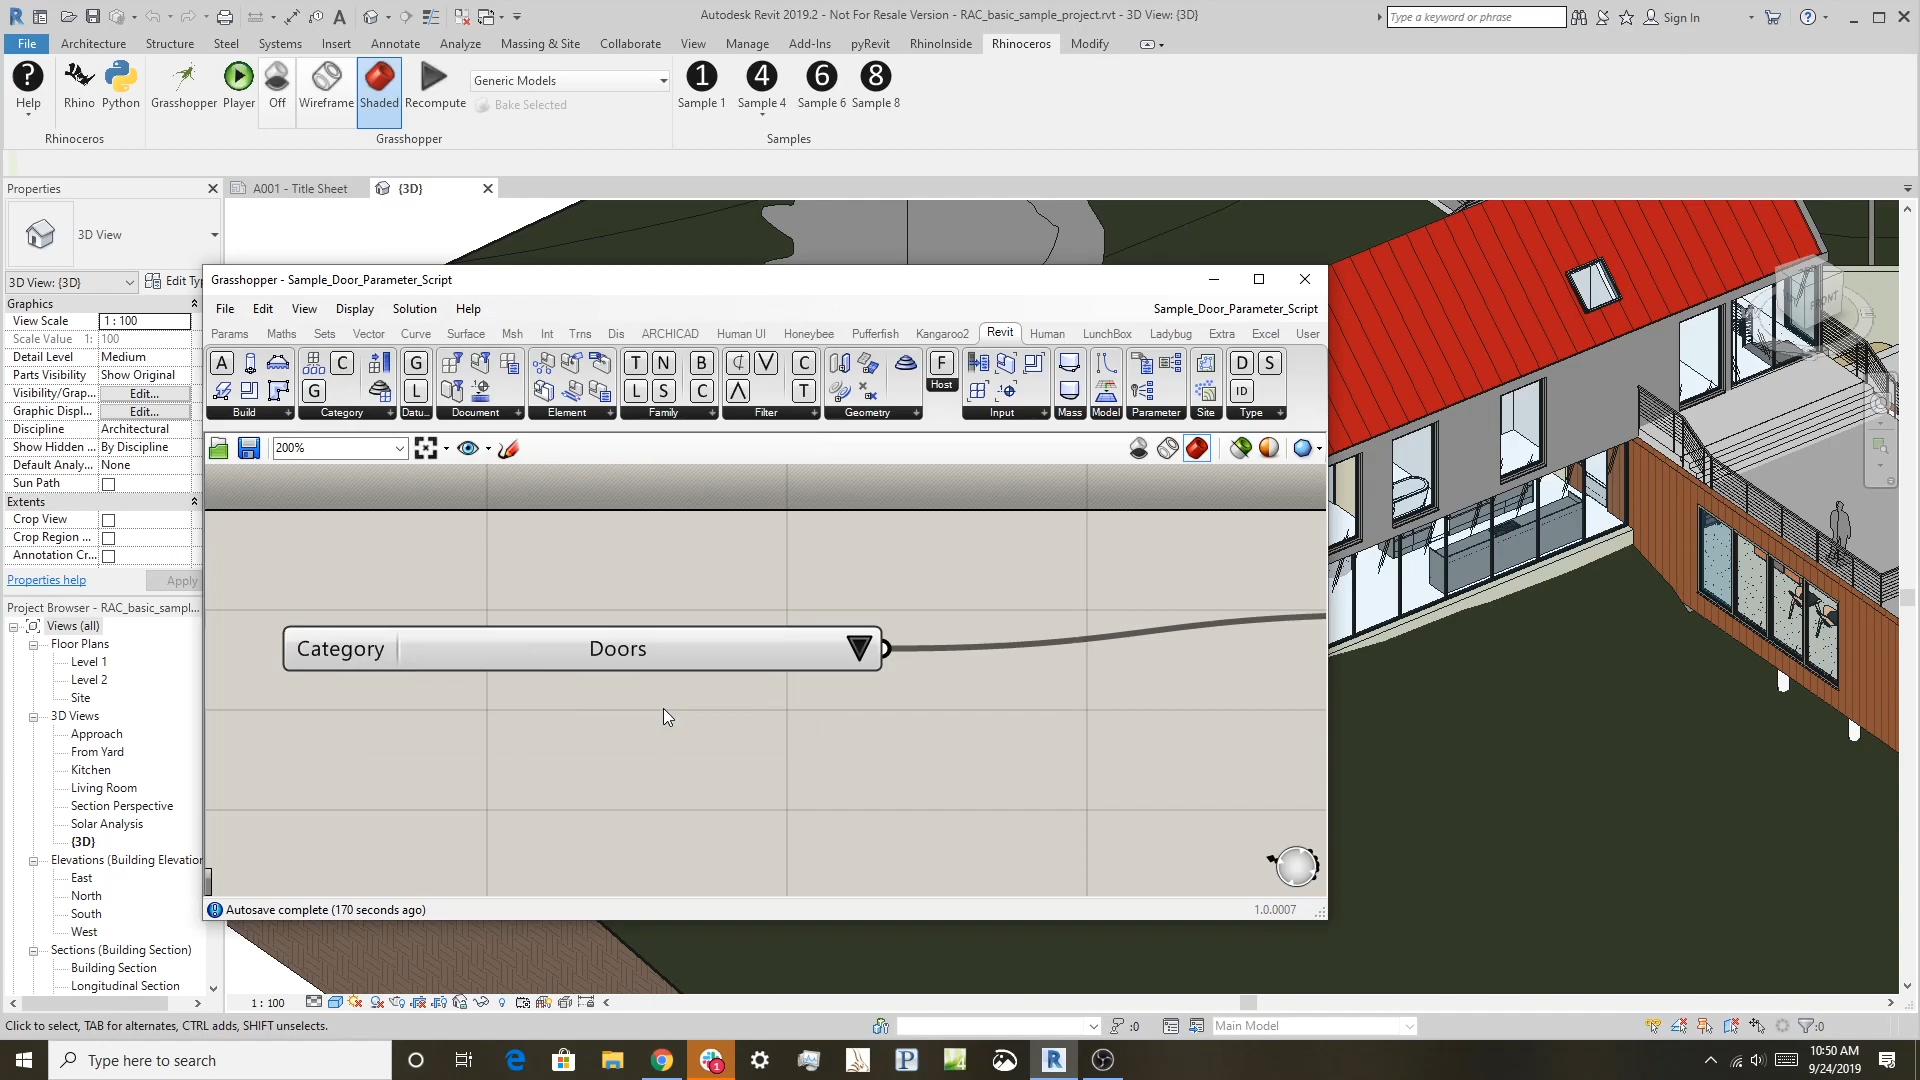 Autodesk Revit 2019.2 - Not For Resale Version - RAC_basic_sample_project.rvt - 3D View: {3D}
Type a keyword or phrase
Sign In
File Architecture Structure Steel Systems Insert Annotate Analyze Massing & Site Collaborate View Manage Add-Ins pyRevit RhinoInside Rhinoceros Modify
Generic Models
Bake Selected
Help Rhino Python Grasshopper Player Off Wireframe Shaded Recompute Sample 1 Sample 4 Sample 6 Sample 8
Rhinoceros Grasshopper Samples
Properties
A001 - Title Sheet
{3D}
3D View
3D View: {3D}
Edit Ty
Graphics
View Scale 1 : 100
Scale Value 1: 100
Detail Level Medium
Parts Visibility Show Original
Visibility/Grap... Edit...
Graphic Displ... Edit...
Discipline Architectural
Show Hidden ... By Discipline
Default Analy... None
Sun Path
Extents
Crop View
Crop Region ...
Annotation Cr...
Properties help
Apply
Project Browser - RAC_basic_sampl...
Views (all)
Floor Plans
Level 1
Level 2
Site
3D Views
Approach
From Yard
Kitchen
Living Room
Section Perspective
Solar Analysis
{3D}
Elevations (Building Elevation
East
North
South
West
Sections (Building Section)
Building Section
Longitudinal Section
Grasshopper - Sample_Door_Parameter_Script
File Edit View Display Solution Help
Sample_Door_Parameter_Script
Params Maths Sets Vector Curve Surface Msh Int Trns Dis ARCHICAD Human UI Honeybee Pufferfish Kangaroo2 Revit Human LunchBox Ladybug Extra Excel User
A C G T N B V C F D S
G L L S C T Host ID
Build Category Datu... Document Element Family Filter Geometry Input Mass Model Parameter Site Type
200%
Category Doors
Autosave complete (170 seconds ago)
1.0.0007
FRONT
1 : 100
Click to select, TAB for alternates, CTRL adds, SHIFT unselects.
:0
Main Model
:0
Type here to search
10:50 AM
9/24/2019